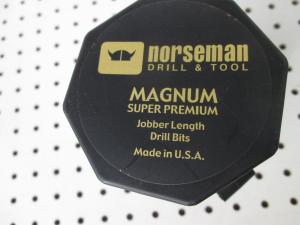 norseman
DRILL & TOOL
MAGNUM
SUPER PREMIUM
Jobber Length
Drill Bits
Made in U.S.A.